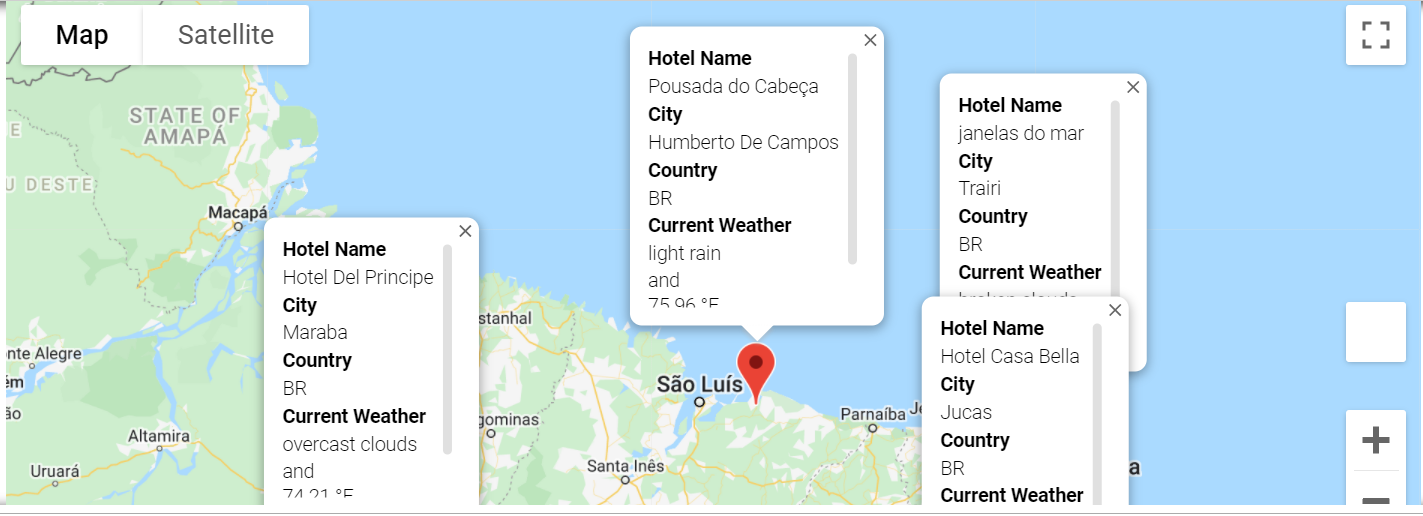 Map
Satellite
STATE OF
AMAPÁ
E
U DESTE
Macapá
Hotel Name
Pousada do Cabeça
City
Humberto De Campos
Country
BR
Current Weather
light rain
and
75.96 °F
Hotel Name
janelas do mar
City
Trairi
Country
BR
Current Weather
broken clouds
Hotel Name
Hotel Del Principe
City
Maraba
Country
BR
Current Weather
overcast clouds
and
74.21 °F
Hotel Name
Hotel Casa Bella
City
Jucas
Country
BR
Current Weather
stanhal
nte Alegre
ém
ão
Altamira
Uruará
gominas
São Luís
Santa Inês
Parnaíba
Je
a